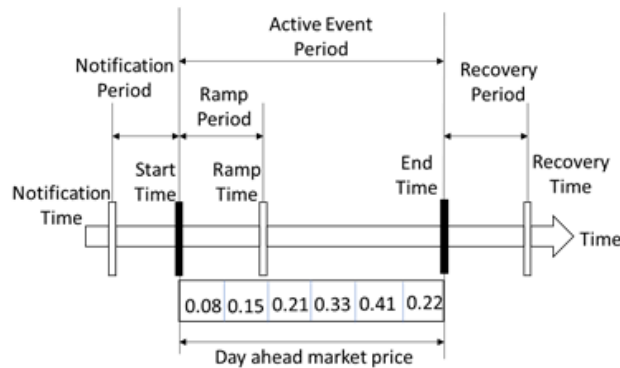 Active Event
Period
Notification
Period
Ramp
Period
Recovery
Period
Notification
Time
Start
Time
Ramp
Time
End
Time
Recovery
Time
Time
0.08 0.15 0.21 0.33 0.41 0.22
Day ahead market price